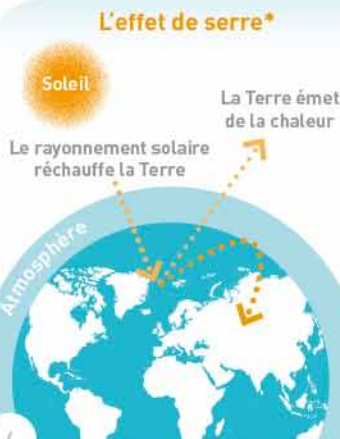 L'effet de serre*
Soleil
La Terre émet
de la chaleur
Le rayonnement solaire
réchauffe la Terre
Atmosphère